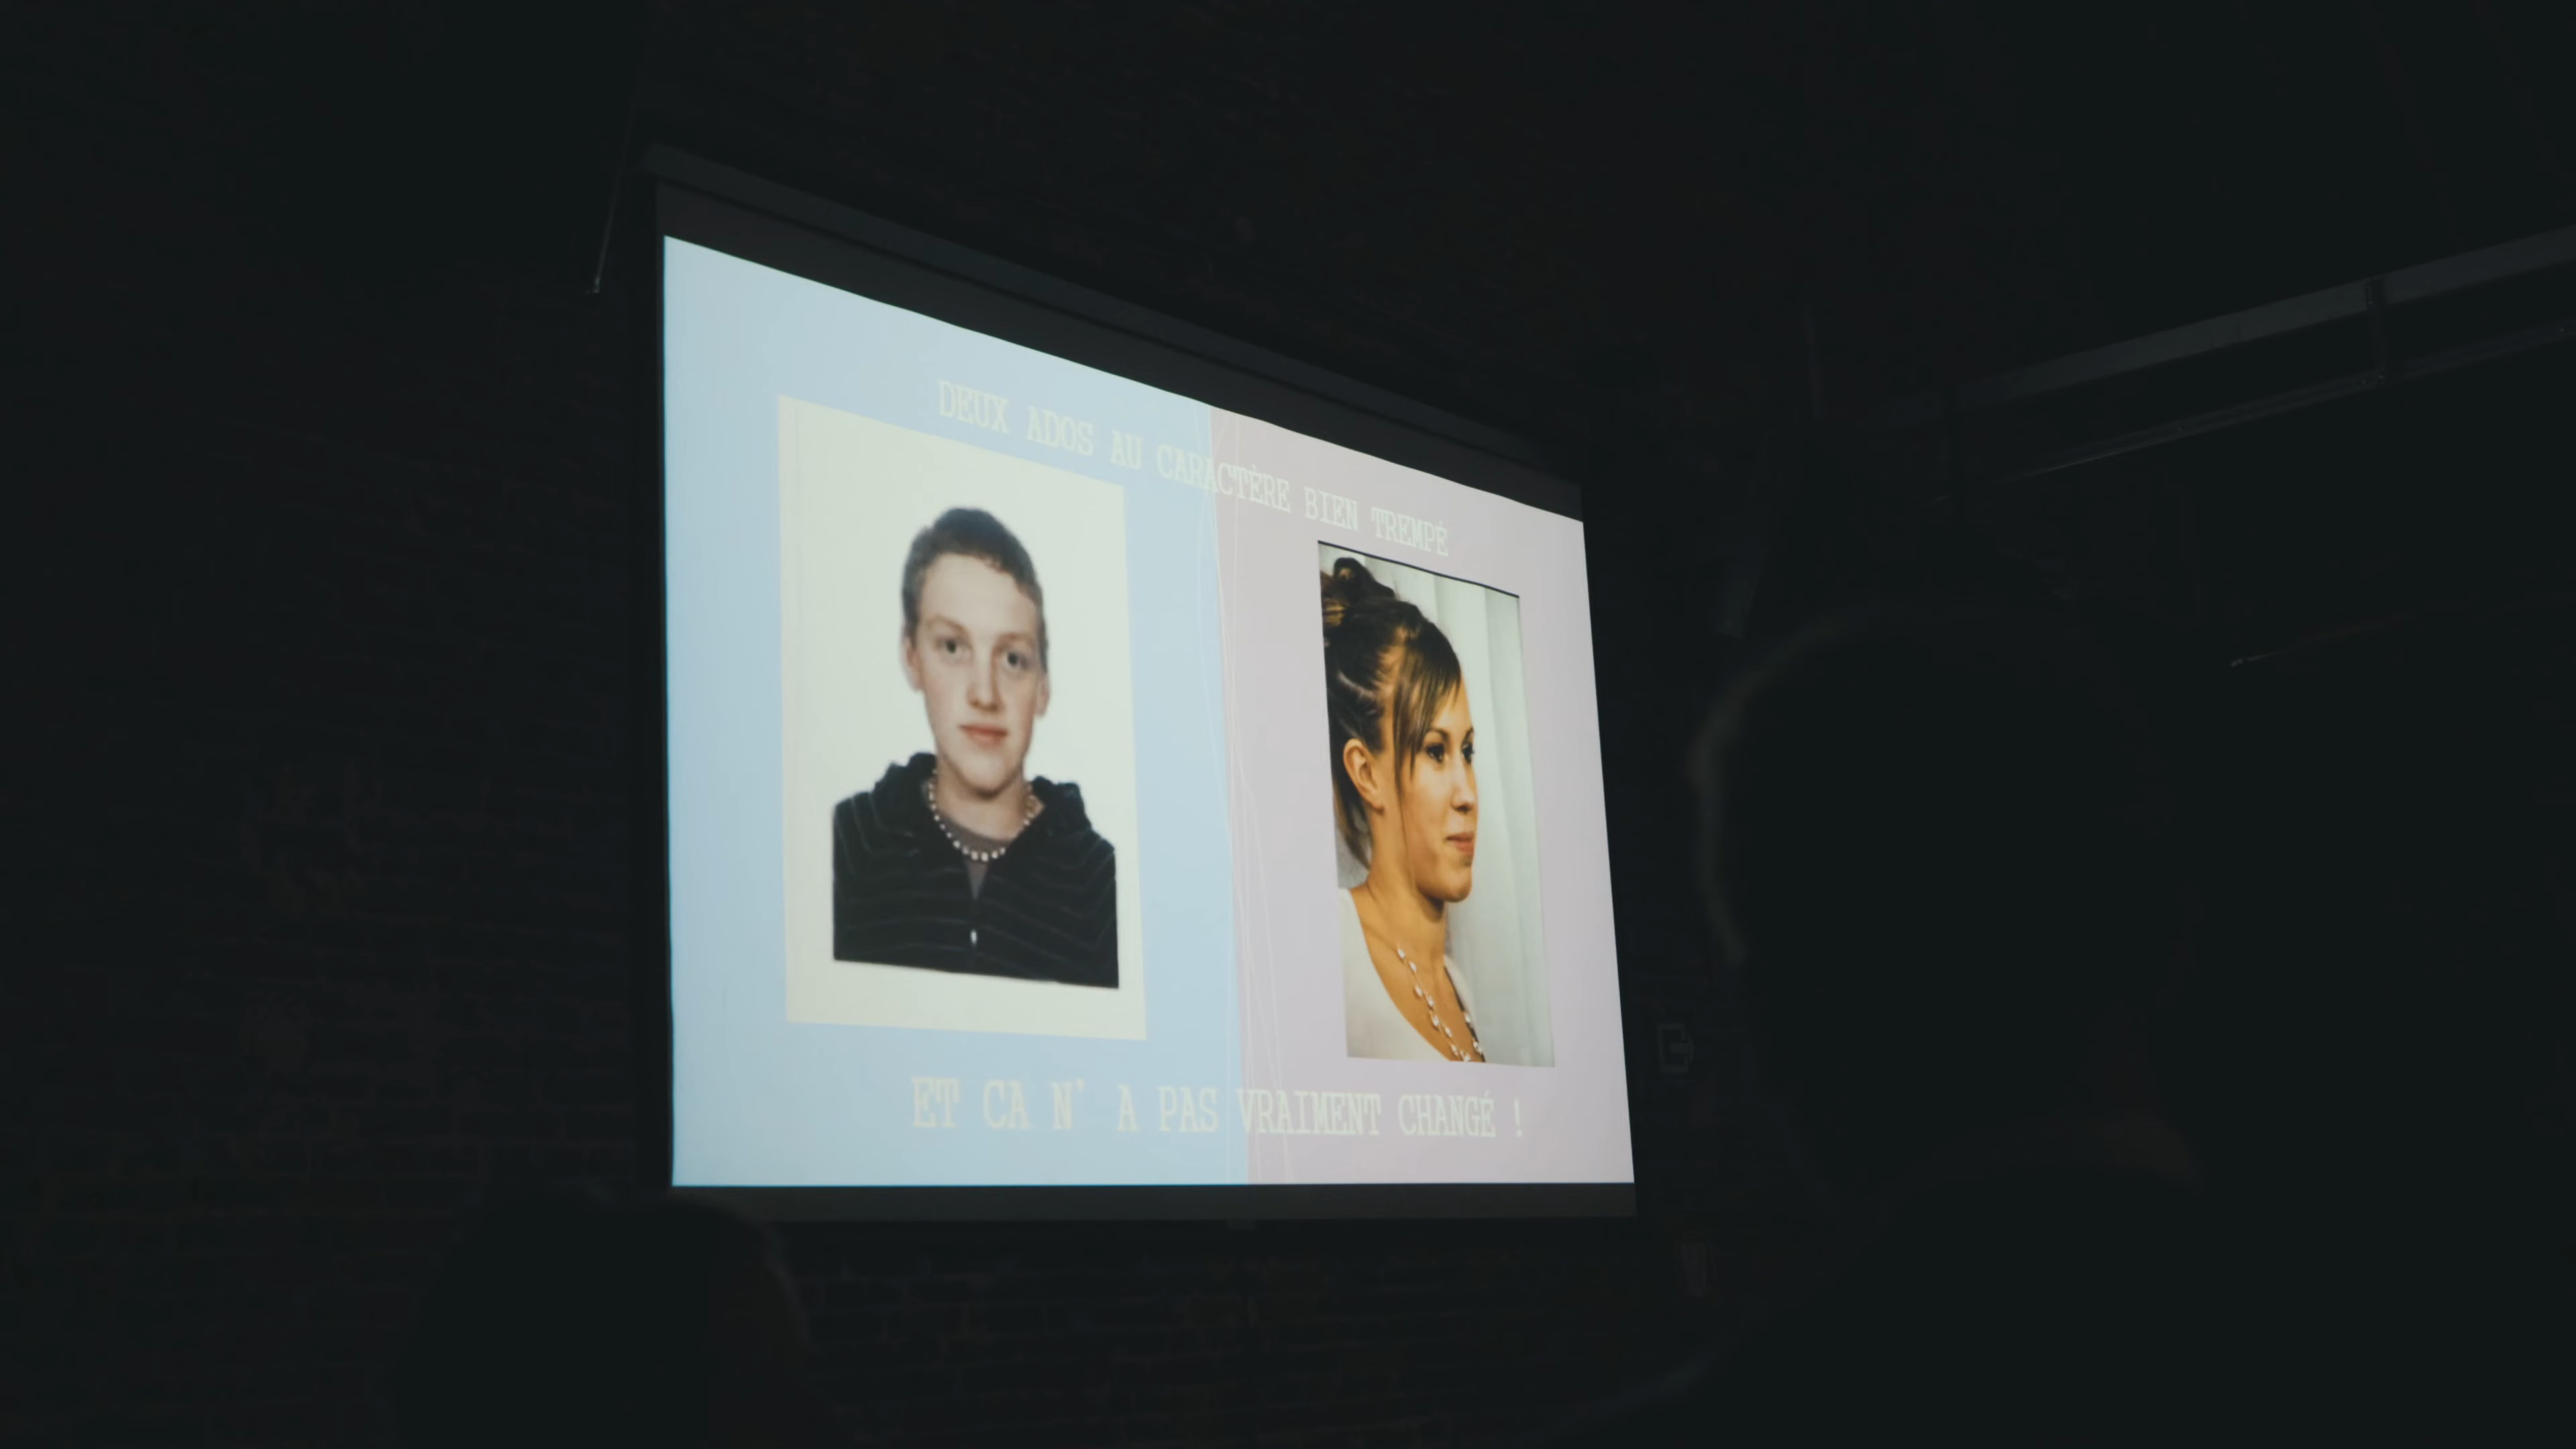 DEUX ADOS AU CARACTÈRE BIEN TREMPÉ
ET CA N' A PAS VRAIMENT CHANGÉ !